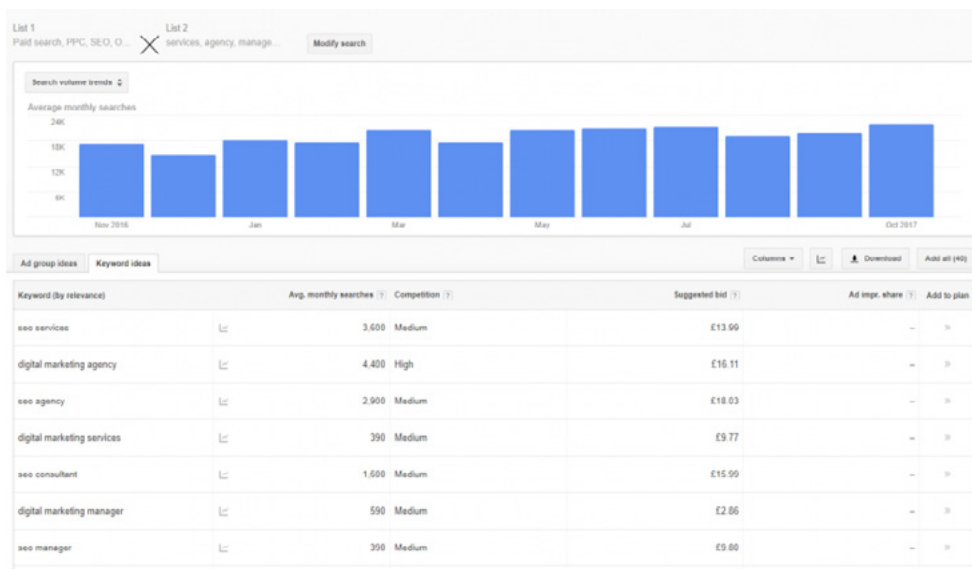 List 1
Paid search, PPC, SEO, O...
List 2
services, agency, manage...
Modify search
Search volume trends
Average monthly searches
24K
18K
12K
6K
Nov 2016 Jan Mar May Jul Oct 2017
Ad group ideas Keyword ideas
Columns Download Add all (40)
Keyword (by relevance) Avg. monthly searches ? Competition ? Suggested bid ? Ad impr. share ? Add to plan
seo services 3,600 Medium £13.99 – »
digital marketing agency 4,400 High £16.11 – »
seo agency 2,900 Medium £18.03 – »
digital marketing services 390 Medium £9.77 – »
seo consultant 1,600 Medium £15.99 – »
digital marketing manager 590 Medium £2.86 – »
seo manager 390 Medium £9.80 – »